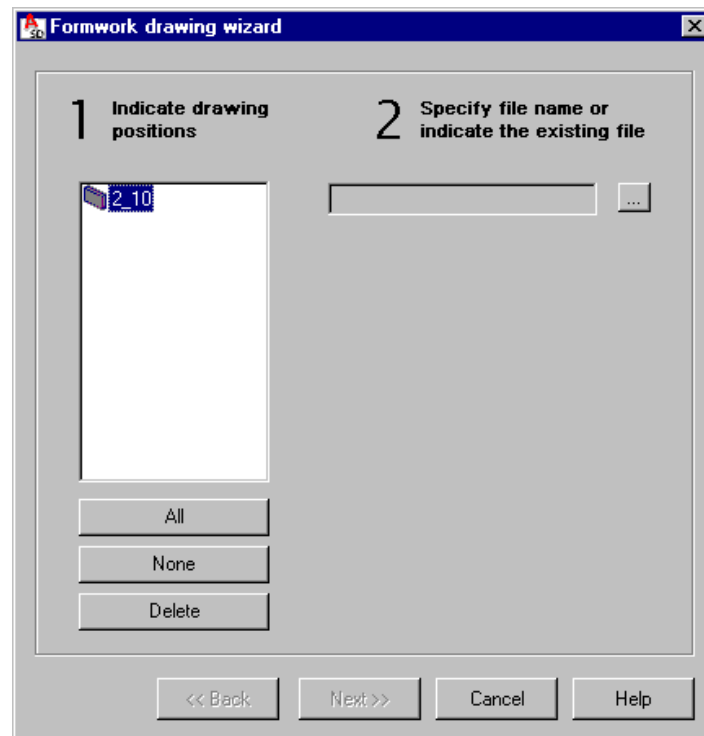 ASD Formwork drawing wizard
1 Indicate drawing
positions
2 Specify file name or
indicate the existing file
2_10
...
All
None
Delete
<< Back
Next >>
Cancel
Help